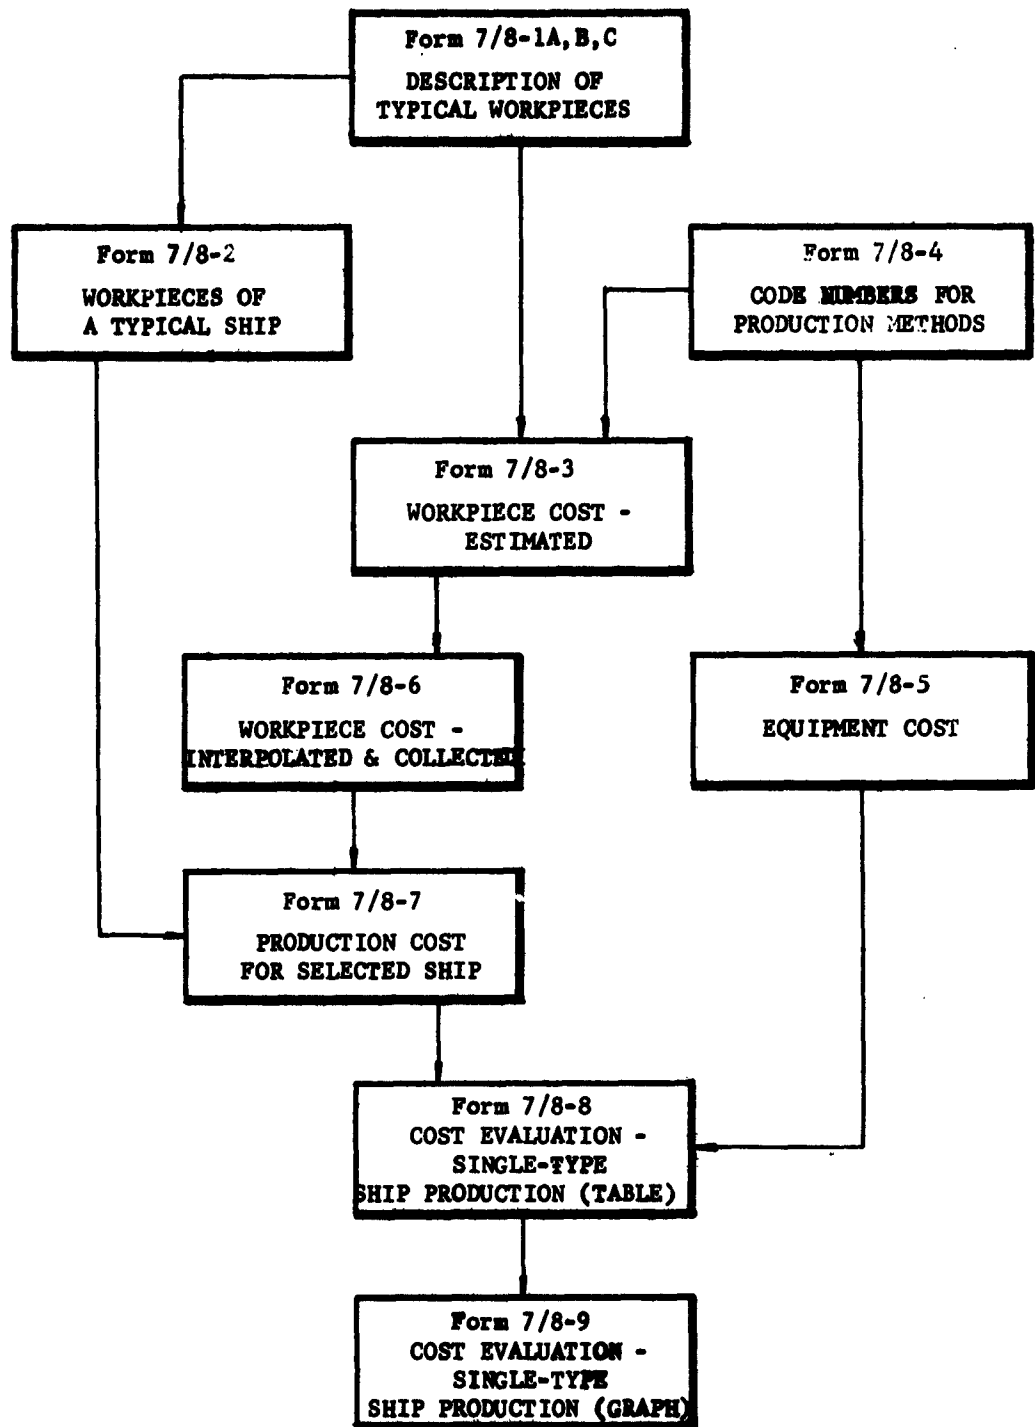 Form 7/8-1A,B,C
DESCRIPTION OF
TYPICAL WORKPIECES
Form 7/8-2
WORKPIECES OF
A TYPICAL SHIP
Form 7/8-4
CODE NUMBERS FOR
PRODUCTION METHODS
Form 7/8-3
WORKPIECE COST -
ESTIMATED
Form 7/8-6
WORKPIECE COST -
INTERPOLATED & COLLECTED
Form 7/8-5
EQUIPMENT COST
Form 7/8-7
PRODUCTION COST
FOR SELECTED SHIP
Form 7/8-8
COST EVALUATION -
SINGLE-TYPE
SHIP PRODUCTION (TABLE)
Form 7/8-9
COST EVALUATION -
SINGLE-TYPE
SHIP PRODUCTION (GRAPH)